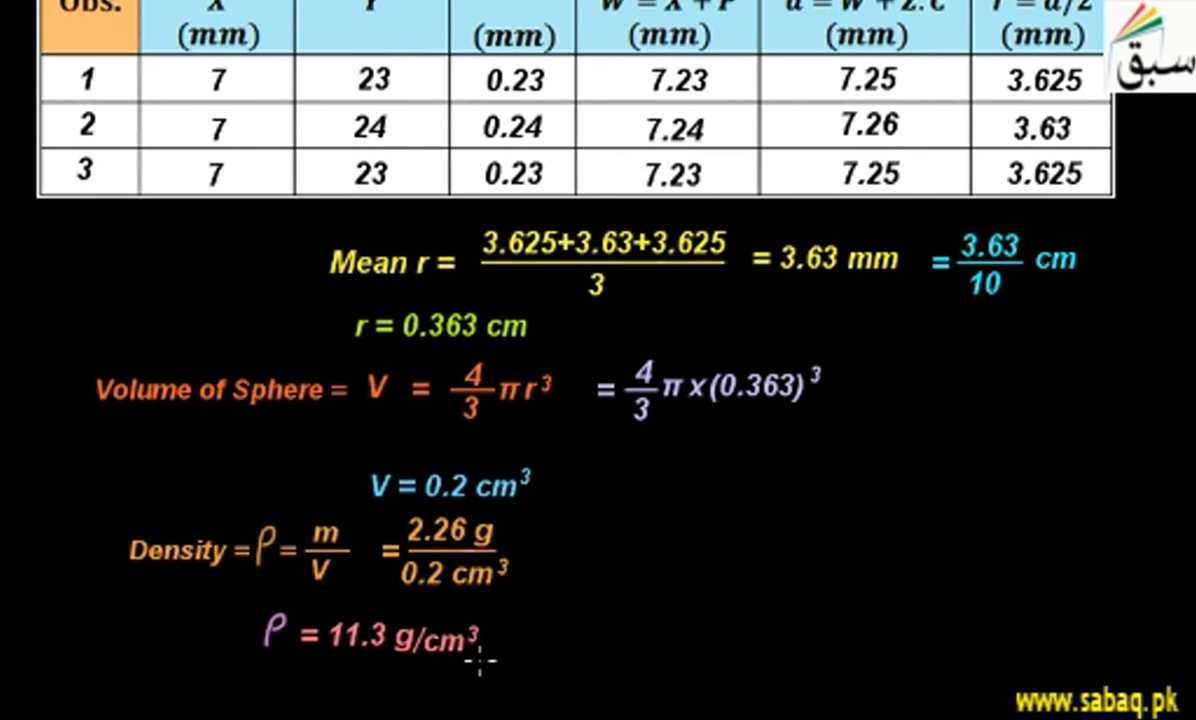 Obs. x Y W = X + P d = W + Z.C r = d/2
(mm) (mm) (mm) (mm) (mm)
سبق
1 7 23 0.23 7.23 7.25 3.625
2 7 24 0.24 7.24 7.26 3.63
3 7 23 0.23 7.23 7.25 3.625
Mean r = 3.625+3.63+3.625 / 3 = 3.63 mm = 3.63 / 10 cm
r = 0.363 cm
Volume of Sphere = V = 4/3 πr³ = 4/3 π x (0.363)³
V = 0.2 cm³
Density = ρ = m/V = 2.26 g / 0.2 cm³
ρ = 11.3 g/cm³
www.sabaq.pk